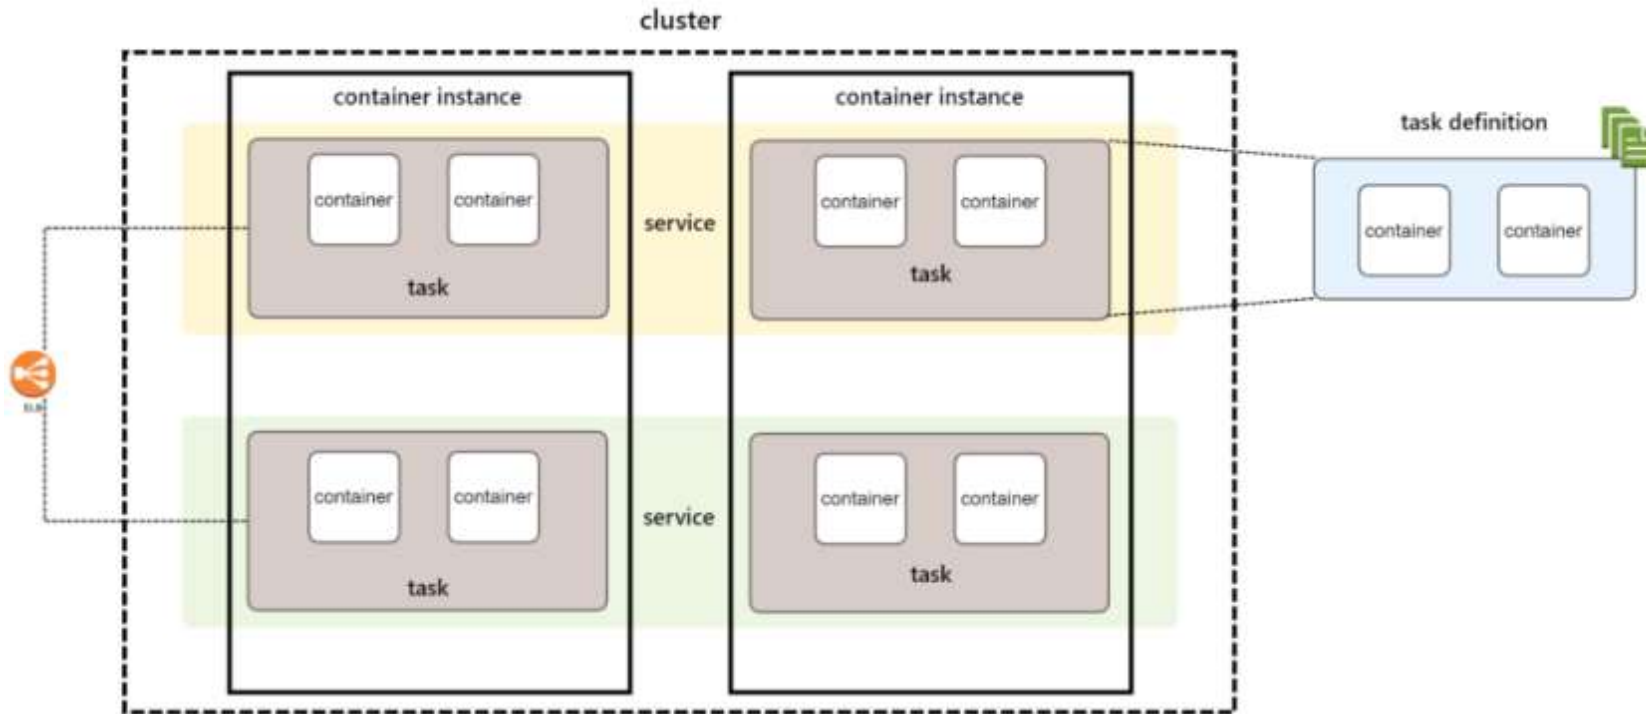 cluster
container instance
container instance
task definition
container
container
service
container
container
container
container
task
task
container
container
service
container
container
task
task